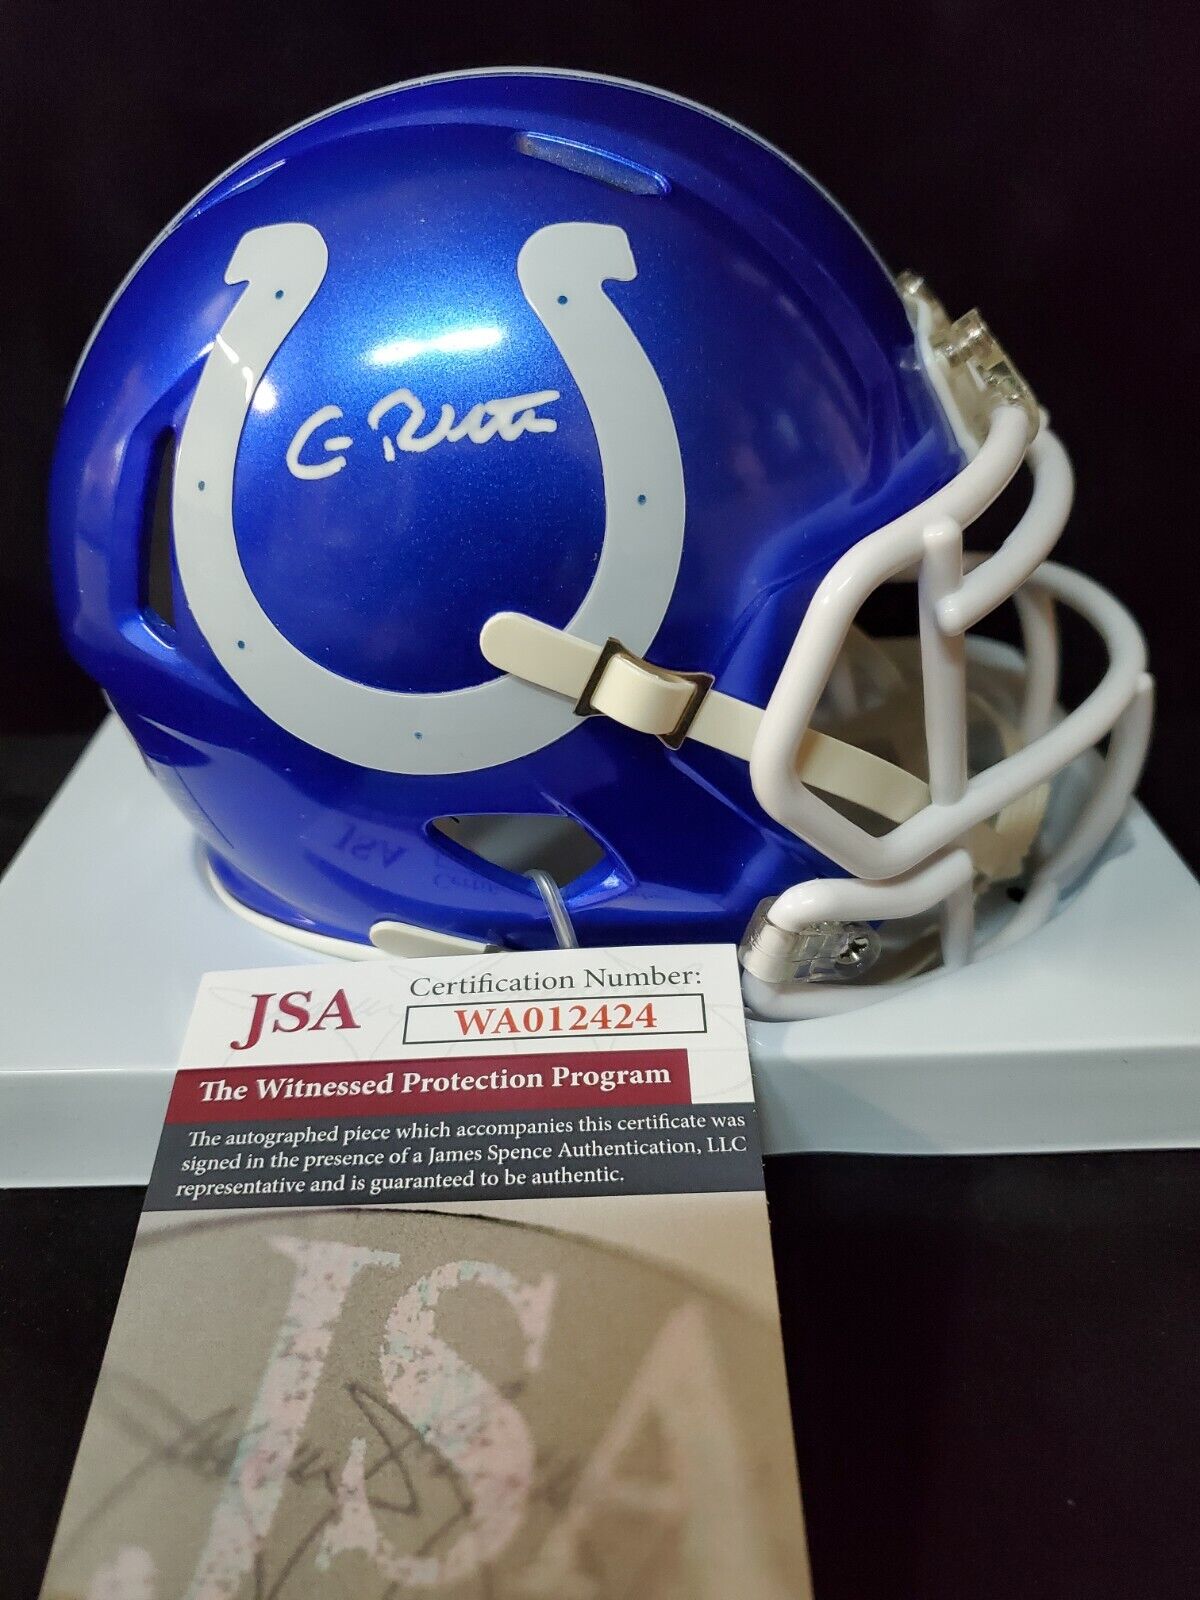 JSA
Certification Number:
WA012424
The Witnessed Protection Program
The autographed piece which accompanies this certificate was
signed in the presence of a James Spence Authentication, LLC
representative and is guaranteed to be authentic.
JSA